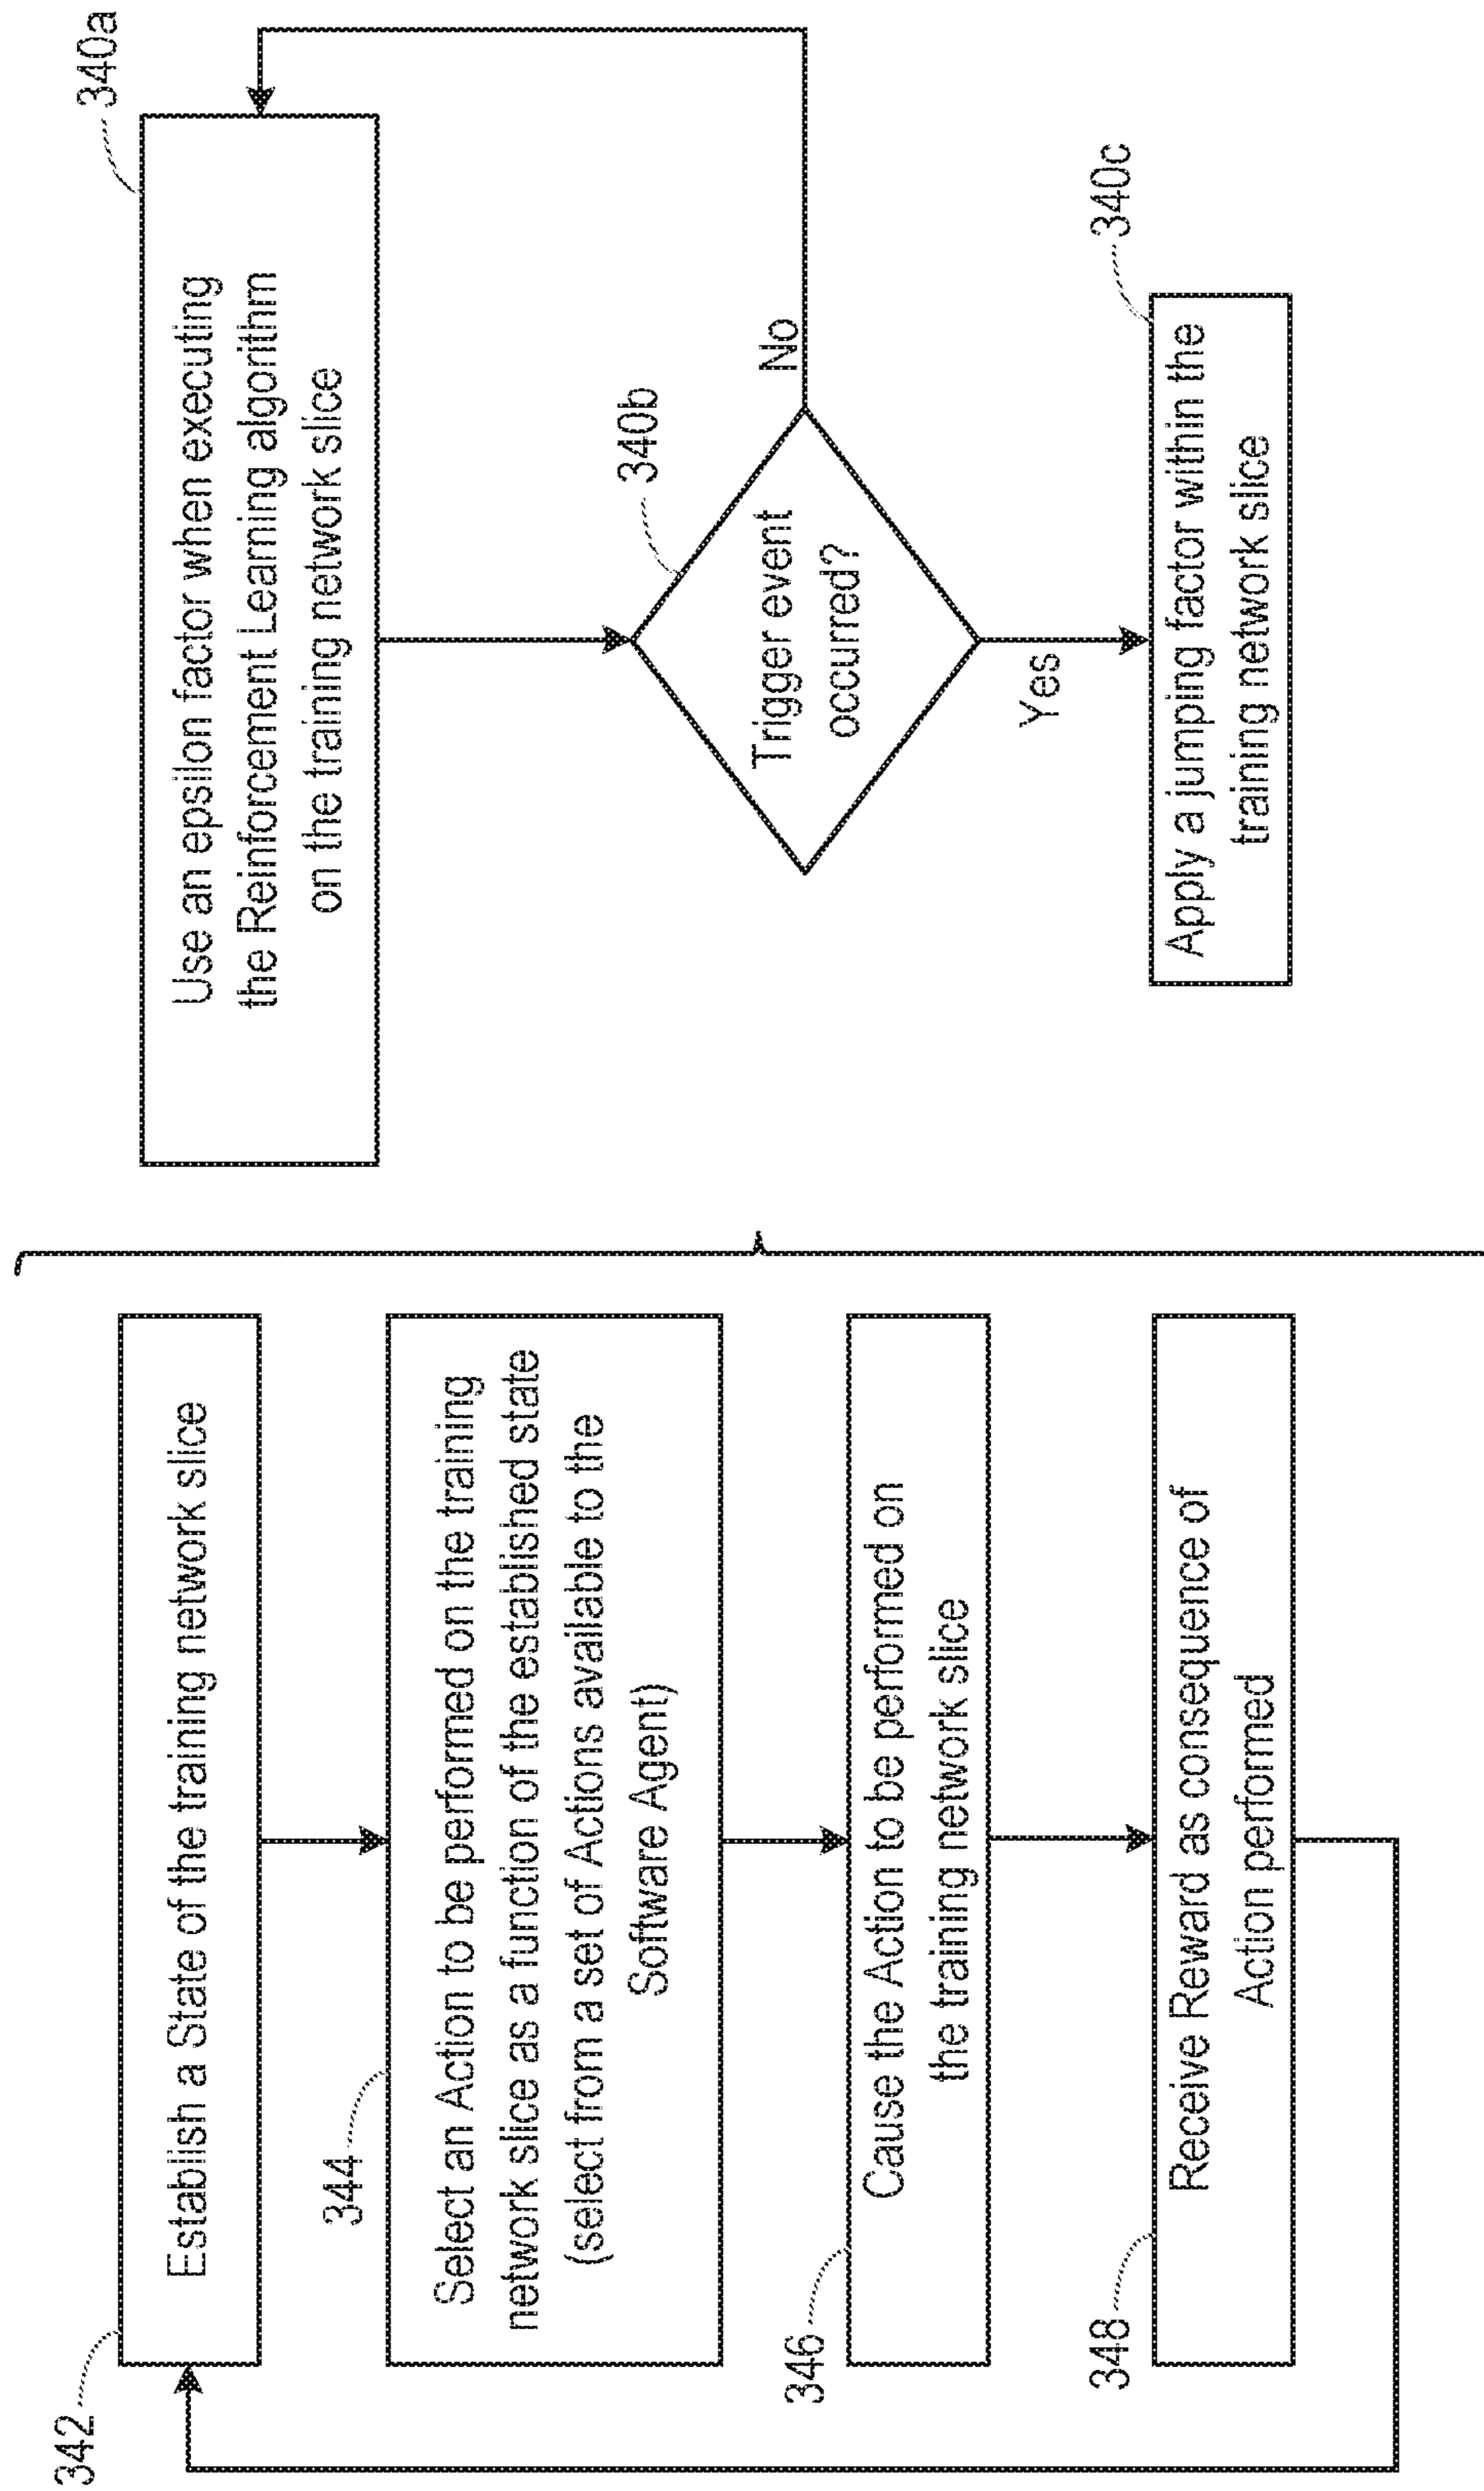 342
Establish a State of the training network slice
344
Select an Action to be performed on the training
network slice as a function of the established state
(select from a set of Actions available to the
Software Agent)
346
Cause the Action to be performed on
the training network slice
348
Receive Reward as consequence of
Action performed
340a
Use an epsilon factor when executing
the Reinforcement Learning algorithm
on the training network slice
340b
Trigger event
occurred?
No
Yes
340c
Apply a jumping factor within the
training network slice